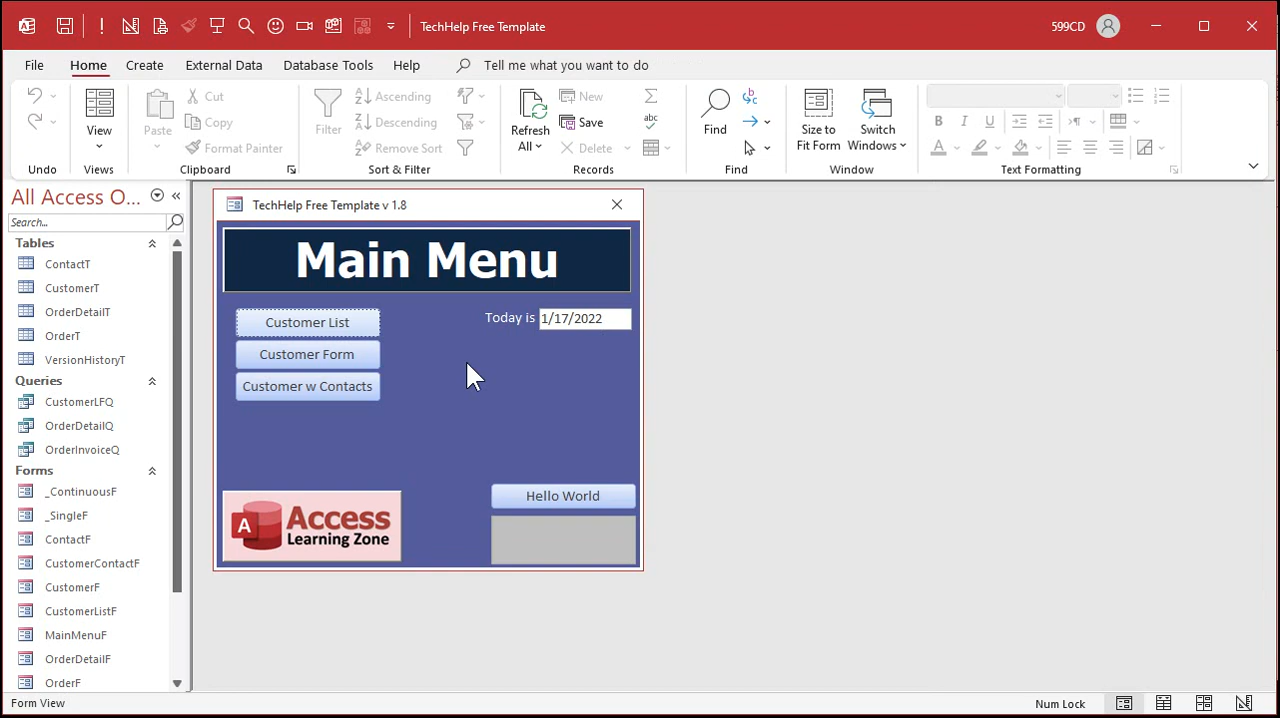 TechHelp Free Template
599CD
File Home Create External Data Database Tools Help Tell me what you want to do
Undo
View
Views
Paste
Cut
Copy
Format Painter
Clipboard
Filter
Ascending
Descending
Remove Sort
Sort & Filter
Refresh
All
New
Save
Delete
Records
Find
Find
Size to
Fit Form
Switch
Windows
Window
B I U
Text Formatting
All Access O...
Search...
Tables
ContactT
CustomerT
OrderDetailT
OrderT
VersionHistoryT
Queries
CustomerLFQ
OrderDetailQ
OrderInvoiceQ
Forms
_ContinuousF
_SingleF
ContactF
CustomerContactF
CustomerF
CustomerListF
MainMenuF
OrderDetailF
OrderF
TechHelp Free Template v 1.8
Main Menu
Customer List
Customer Form
Customer w Contacts
Today is 1/17/2022
A Access
Learning Zone
Hello World
Form View
Num Lock